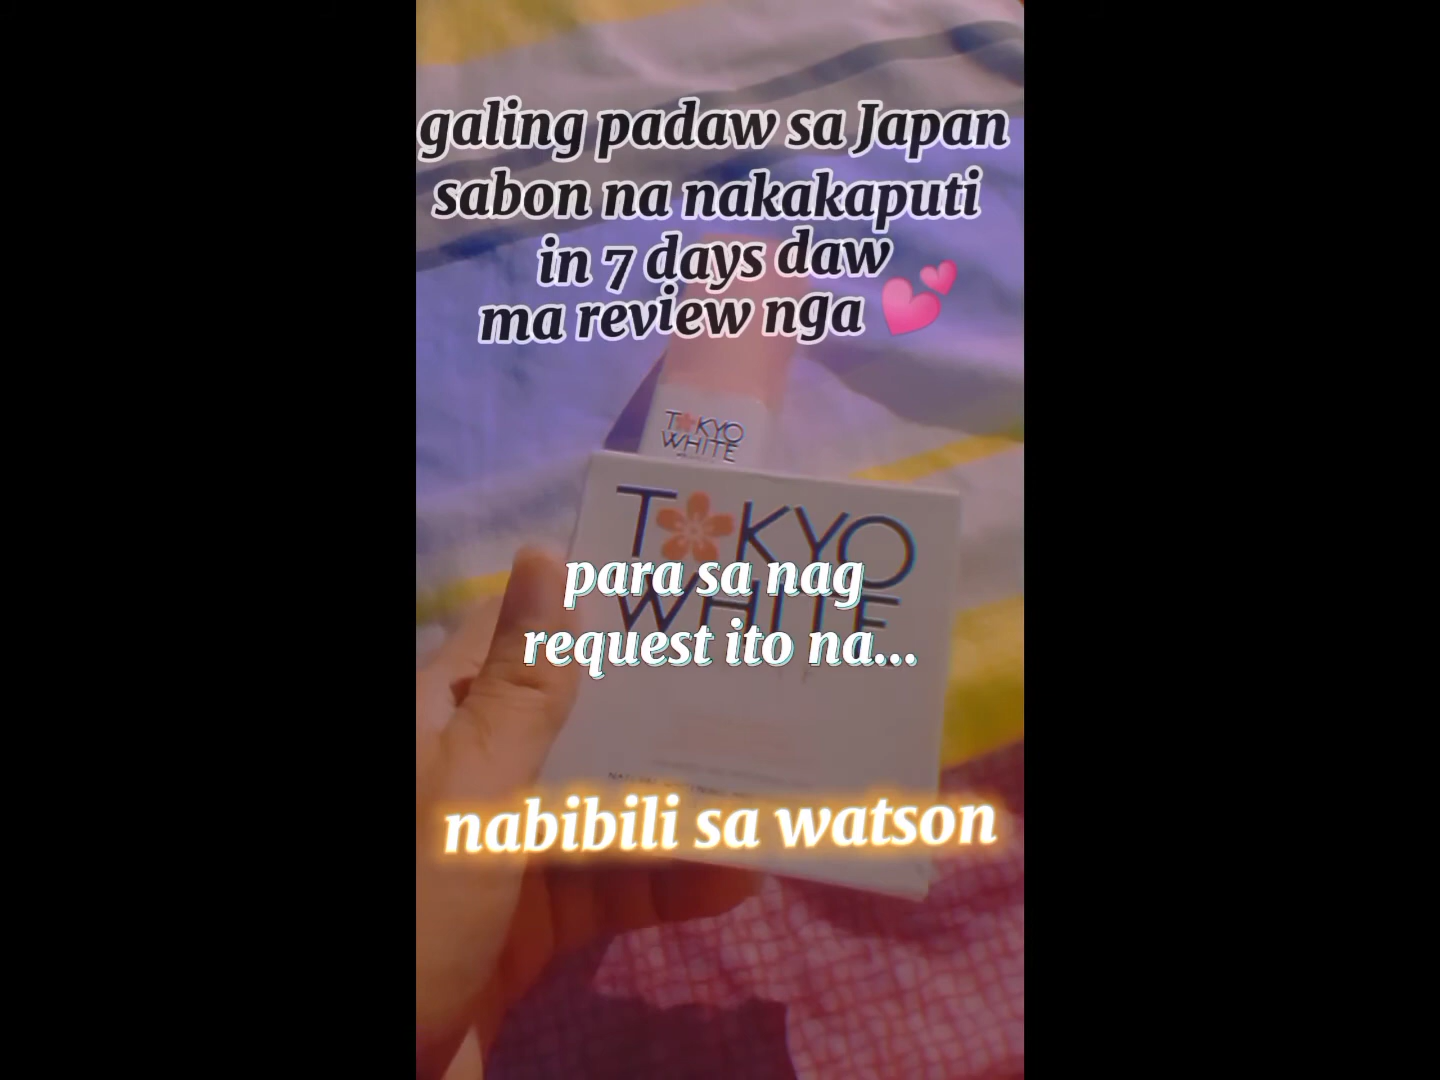 galing padaw sa Japan
sabon na nakakaputi
in 7 days daw
ma review nga 💕
TOKYO
WHITE
TOKYO
WHITE
para sa nag
request ito na...
nabibili sa watson